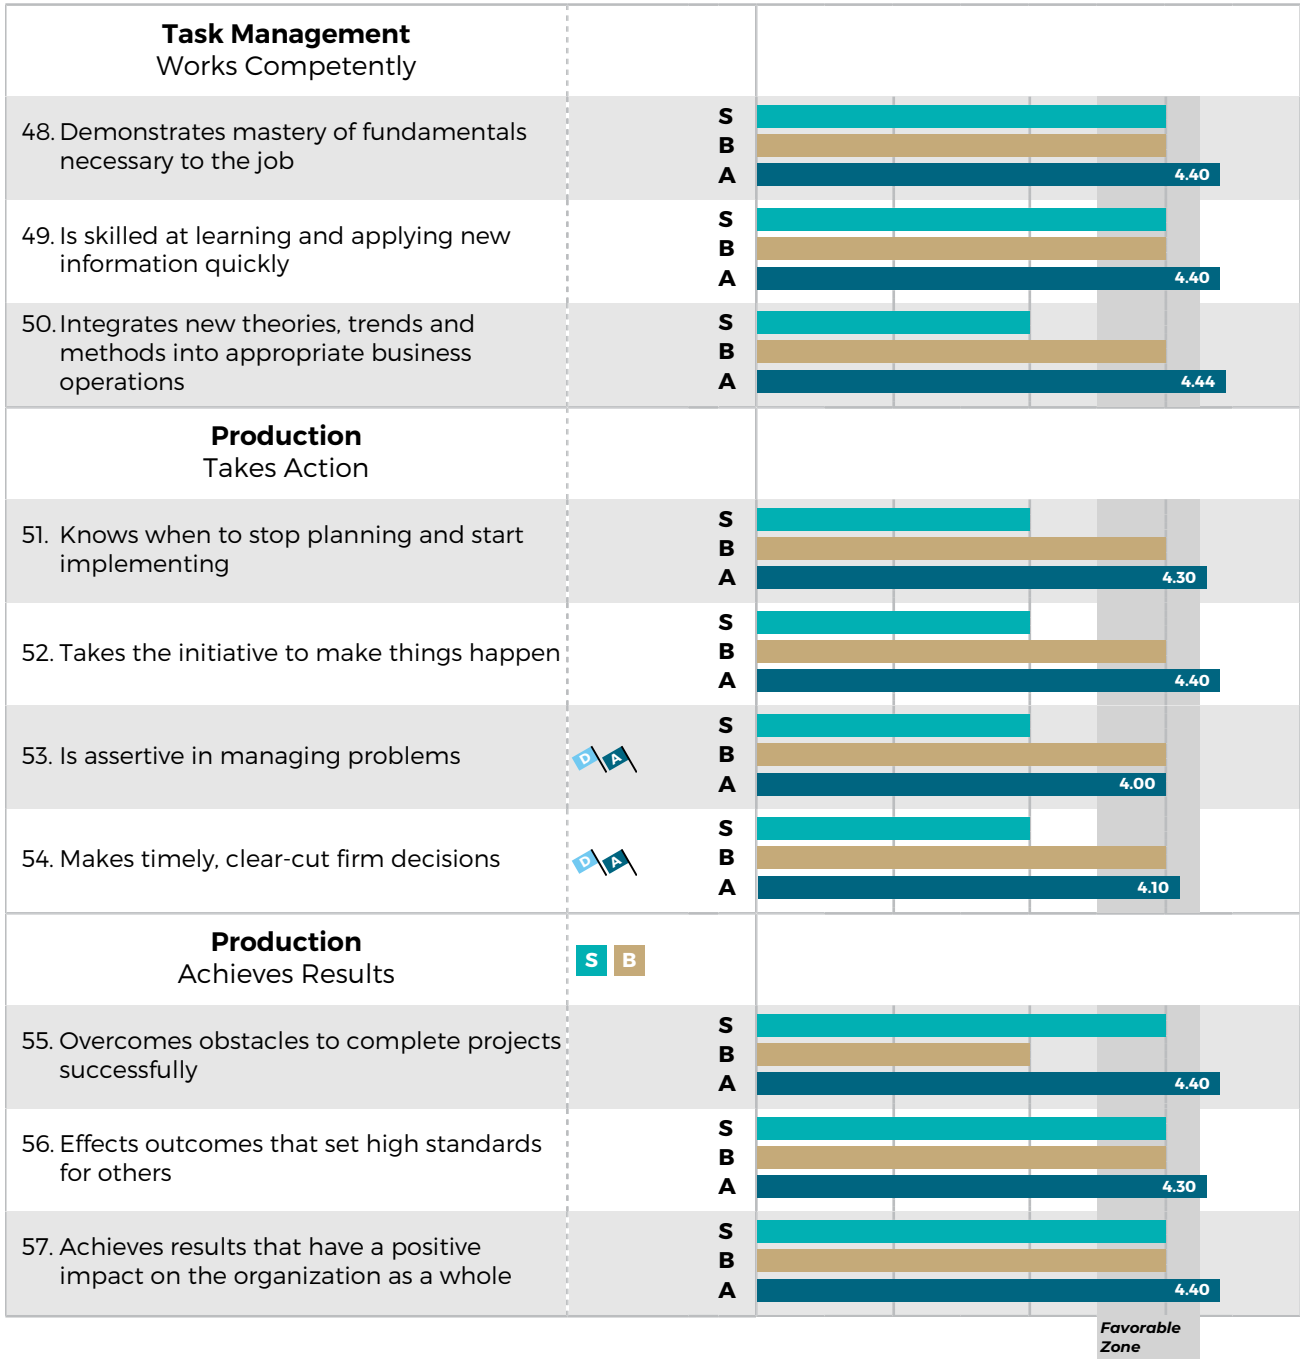 Task Management
Works Competently
48. Demonstrates mastery of fundamentals
necessary to the job
S
B
A
4.40
49. Is skilled at learning and applying new
information quickly
S
B
A
4.40
50. Integrates new theories, trends and
methods into appropriate business
operations
S
B
A
4.44
Production
Takes Action
51. Knows when to stop planning and start
implementing
S
B
A
4.30
52. Takes the initiative to make things happen
S
B
A
4.40
53. Is assertive in managing problems
D A
S
B
A
4.00
54. Makes timely, clear-cut firm decisions
D A
S
B
A
4.10
Production
Achieves Results
S B
55. Overcomes obstacles to complete projects
successfully
S
B
A
4.40
56. Effects outcomes that set high standards
for others
S
B
A
4.30
57. Achieves results that have a positive
impact on the organization as a whole
S
B
A
4.40
Favorable
Zone